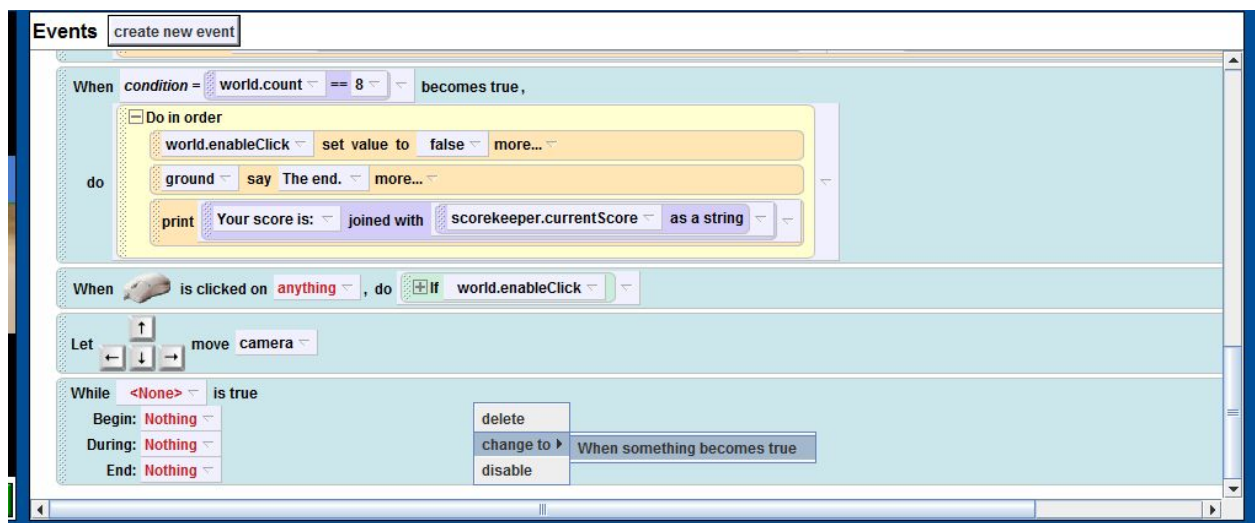 Events create new event
When condition = world.count == 8 becomes true,
Do in order
world.enableClick set value to false more...
do
ground say The end. more...
print Your score is: joined with scorekeeper.currentScore as a string
When is clicked on anything , do If world.enableClick
Let move camera
While <None> is true
Begin: Nothing
During: Nothing
End: Nothing
delete
change to When something becomes true
disable